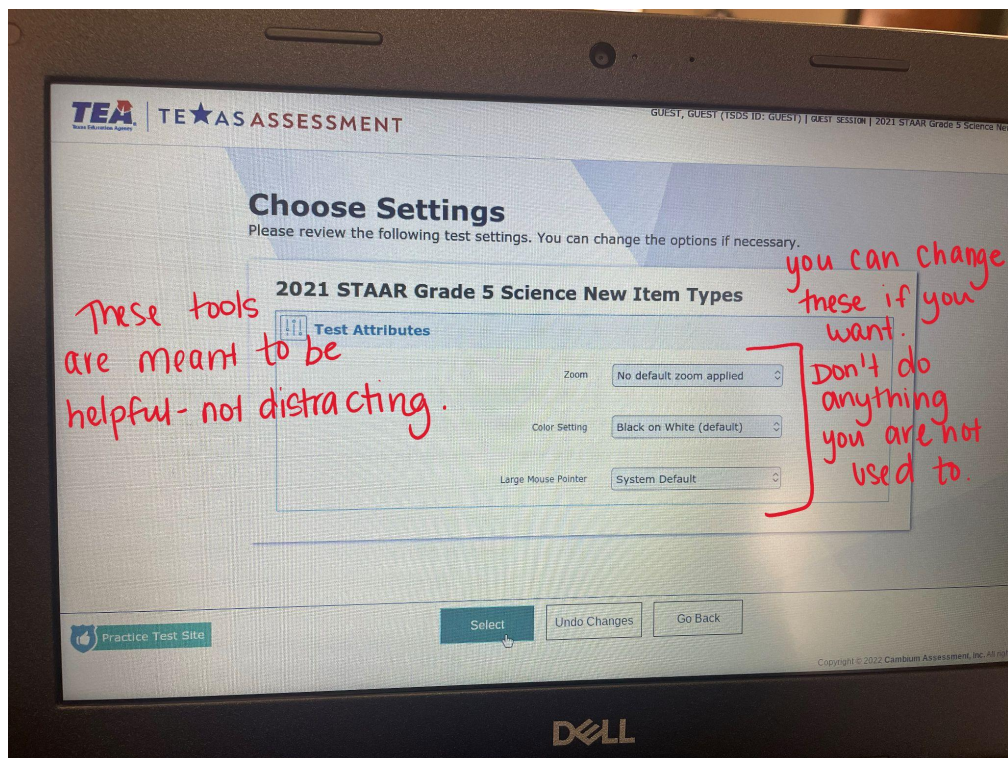 TEA
Texas Education Agency
TEXAS ASSESSMENT
GUEST, GUEST (TSDS ID: GUEST) | GUEST SESSION | 2021 STAAR Grade 5 Science New
Choose Settings
Please review the following test settings. You can change the options if necessary.
you can change
these if you
want.
Don't do
anything
you are not
used to.
2021 STAAR Grade 5 Science New Item Types
These tools
are meant to be
helpful - not distracting.
Test Attributes
Zoom
No default zoom applied
Color Setting
Black on White (default)
Large Mouse Pointer
System Default
Select
Undo Changes
Go Back
Practice Test Site
Copyright © 2022 Cambium Assessment, Inc. All
DELL